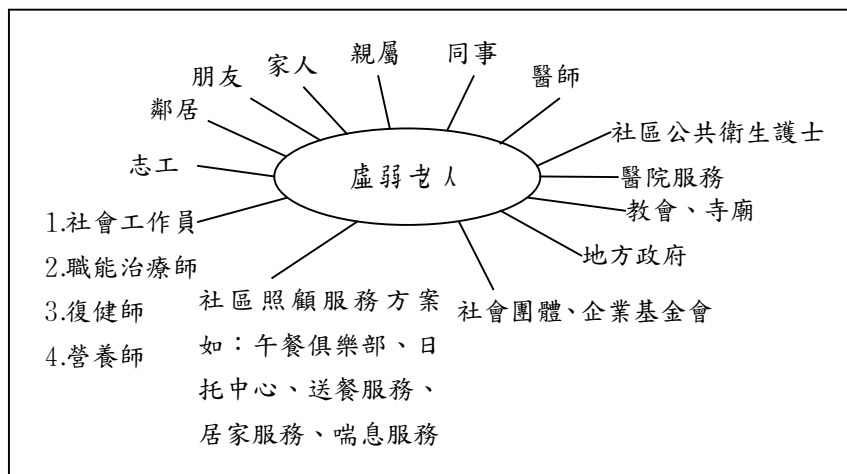 親屬
同事
家人
醫師
朋友
鄰居
社區公共衛生護士
志工
虛弱老人
醫院服務
教會、寺廟
1.社會工作員
地方政府
2.職能治療師
3.復健師
4.營養師
社區照顧服務方案
如：午餐俱樂部、日
托中心、送餐服務、
居家服務、喘息服務
社會團體、企業基金會